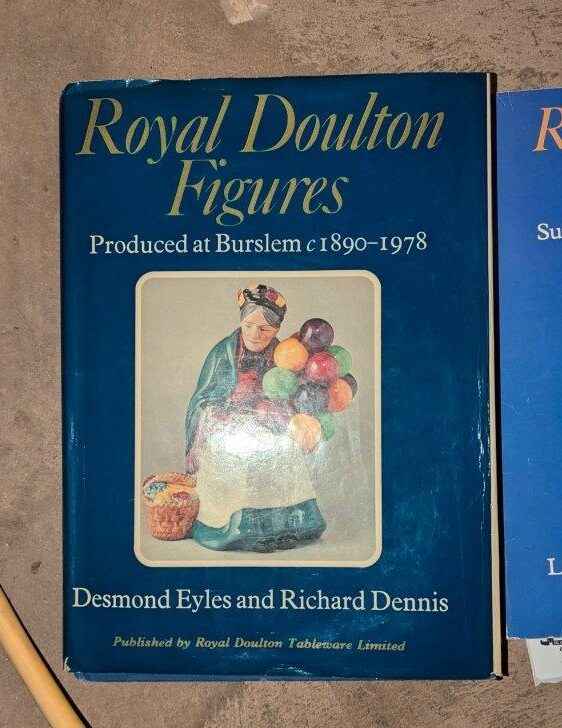 Royal Doulton
Figures
Produced at Burslem c1890–1978
Desmond Eyles and Richard Dennis
Published by Royal Doulton Tableware Limited
R
Su
L